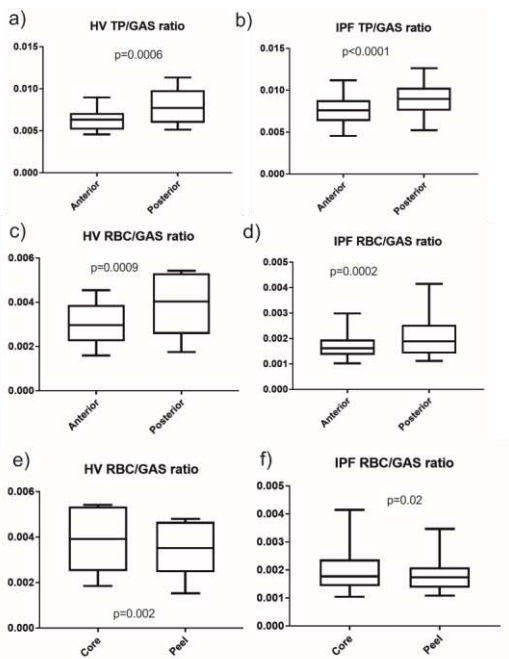 a)
HV TP/GAS ratio
p=0.0006
0.015
0.010
0.005
0.000
Anterior
Posterior
b)
IPF TP/GAS ratio
p<0.0001
0.015
0.010
0.005
0.000
Anterior
Posterior
c)
HV RBC/GAS ratio
p=0.0009
0.006
0.004
0.002
0.000
Anterior
Posterior
d)
IPF RBC/GAS ratio
p=0.0002
0.005
0.004
0.003
0.002
0.001
0.000
Anterior
Posterior
e)
HV RBC/GAS ratio
0.006
0.004
0.002
0.000
p=0.002
Core
Peel
f)
IPF RBC/GAS ratio
p=0.02
0.005
0.004
0.003
0.002
0.001
0.000
Core
Peel